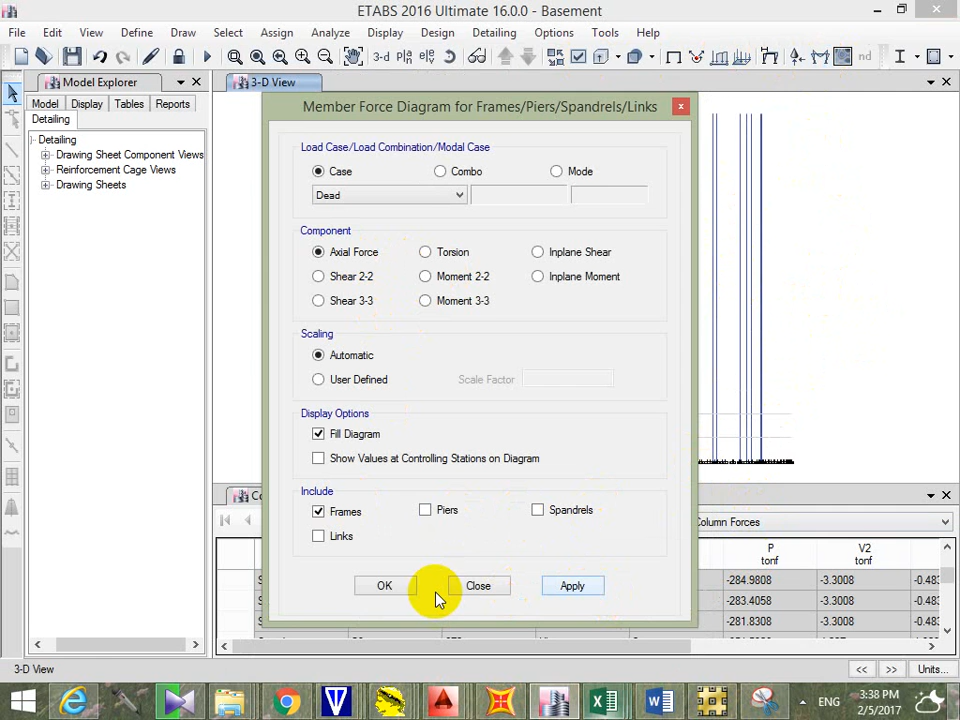 ETABS 2016 Ultimate 16.0.0 - Basement
File Edit View Define Draw Select Assign Analyze Display Design Detailing Options Tools Help
3-d pla ele nd
Model Explorer
3-D View
Model Display Tables Reports
Detailing
Detailing
Drawing Sheet Component Views
Reinforcement Cage Views
Drawing Sheets
Member Force Diagram for Frames/Piers/Spandrels/Links
Load Case/Load Combination/Modal Case
Case Combo Mode
Dead
Component
Axial Force Torsion Inplane Shear
Shear 2-2 Moment 2-2 Inplane Moment
Shear 3-3 Moment 3-3
Scaling
Automatic
User Defined Scale Factor
Display Options
Fill Diagram
Show Values at Controlling Stations on Diagram
Include
Frames Piers Spandrels
Links
OK Close Apply
Column Forces
P V2
tonf tonf
-284.9808 -3.3008
-283.4058 -3.3008
-281.8308 -3.3008
3-D View
<< >> Units...
ENG
3:38 PM
2/5/2017